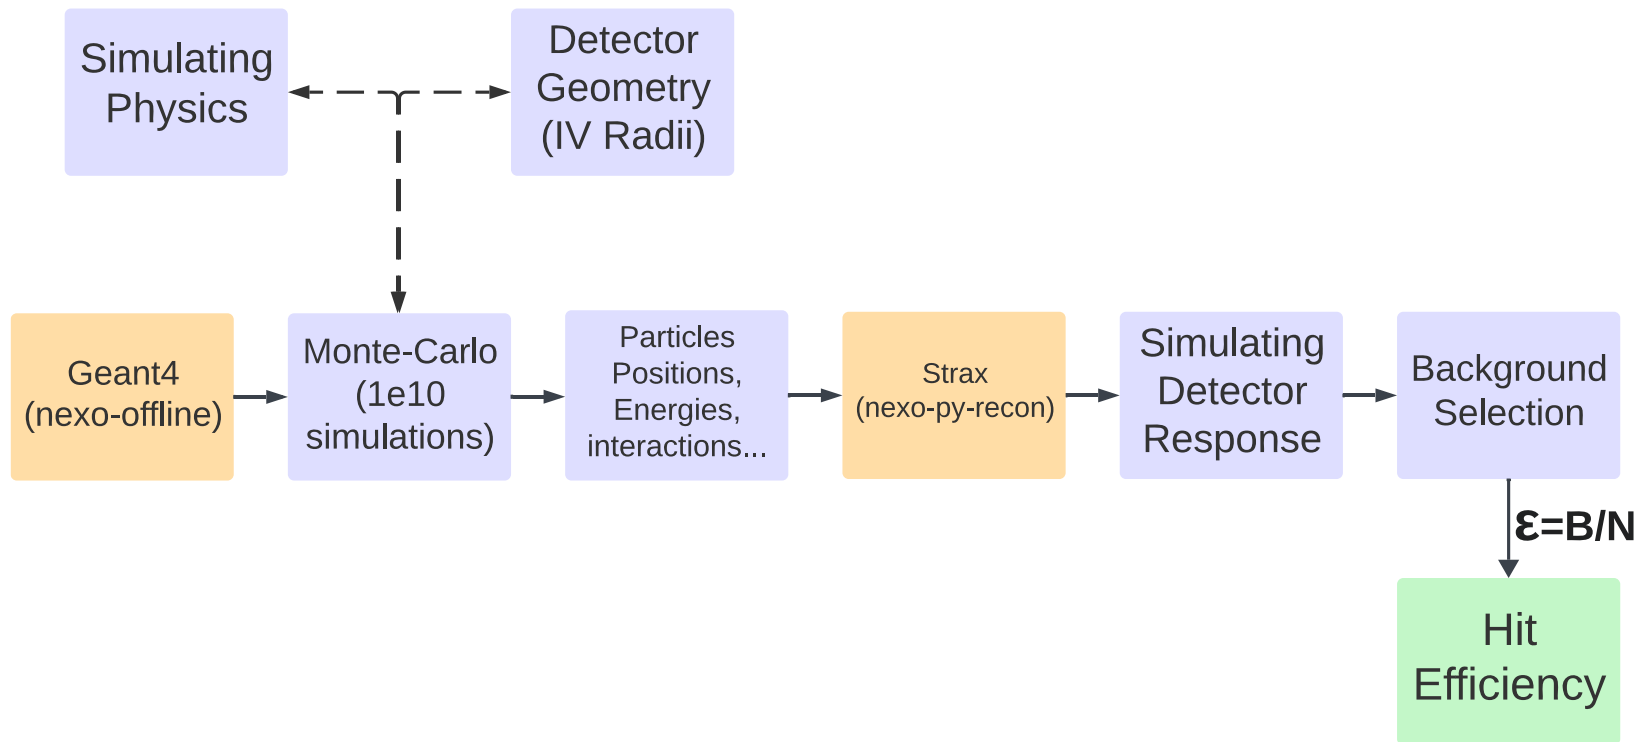 Simulating
Physics
Detector
Geometry
(IV Radii)
Geant4
(nexo-offline)
Monte-Carlo
(1e10
simulations)
Particles
Positions,
Energies,
interactions...
Strax
(nexo-py-recon)
Simulating
Detector
Response
Background
Selection
ε=B/N
Hit
Efficiency